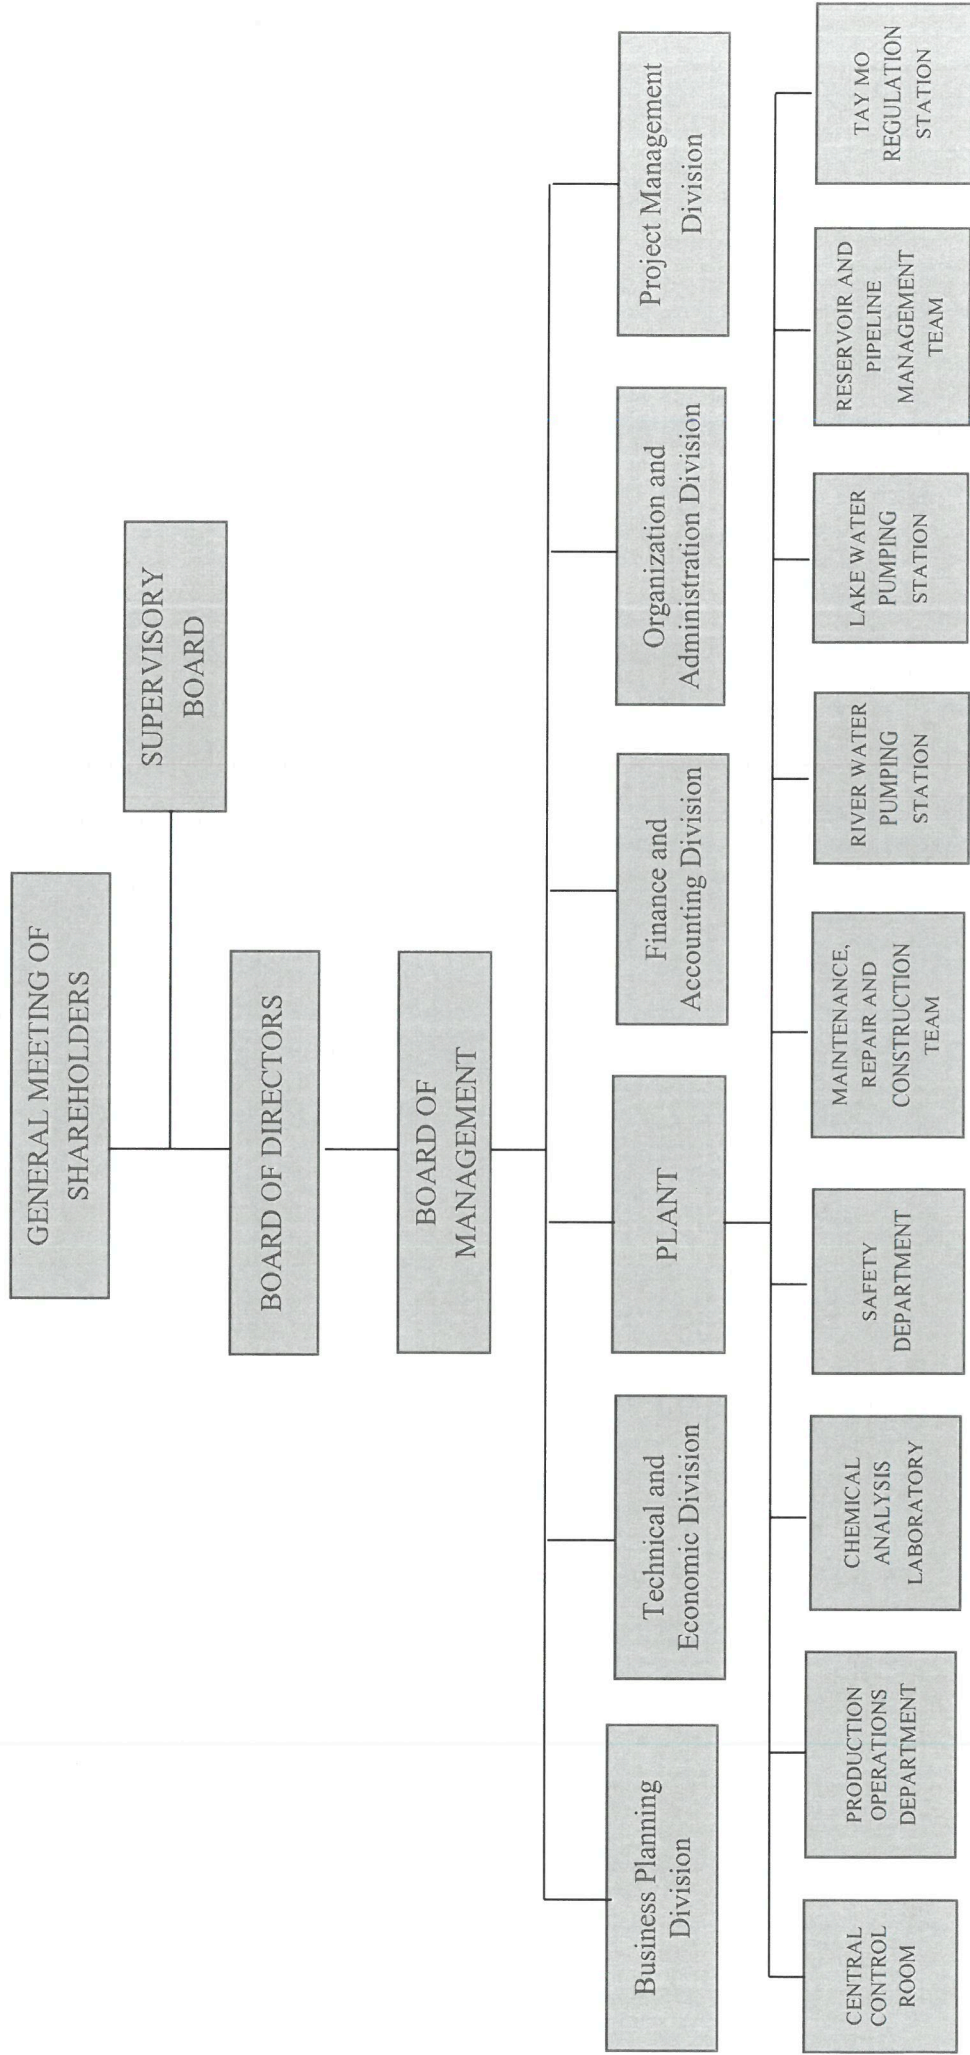 GENERAL MEETING OF
SHAREHOLDERS
SUPERVISORY
BOARD
BOARD OF DIRECTORS
BOARD OF
MANAGEMENT
Business Planning
Division
Technical and
Economic Division
PLANT
Finance and
Accounting Division
Organization and
Administration Division
Project Management
Division
CENTRAL
CONTROL
ROOM
PRODUCTION
OPERATIONS
DEPARTMENT
CHEMICAL
ANALYSIS
LABORATORY
SAFETY
DEPARTMENT
MAINTENANCE,
REPAIR AND
CONSTRUCTION
TEAM
RIVER WATER
PUMPING
STATION
LAKE WATER
PUMPING
STATION
RESERVOIR AND
PIPELINE
MANAGEMENT
TEAM
TAY MO
REGULATION
STATION